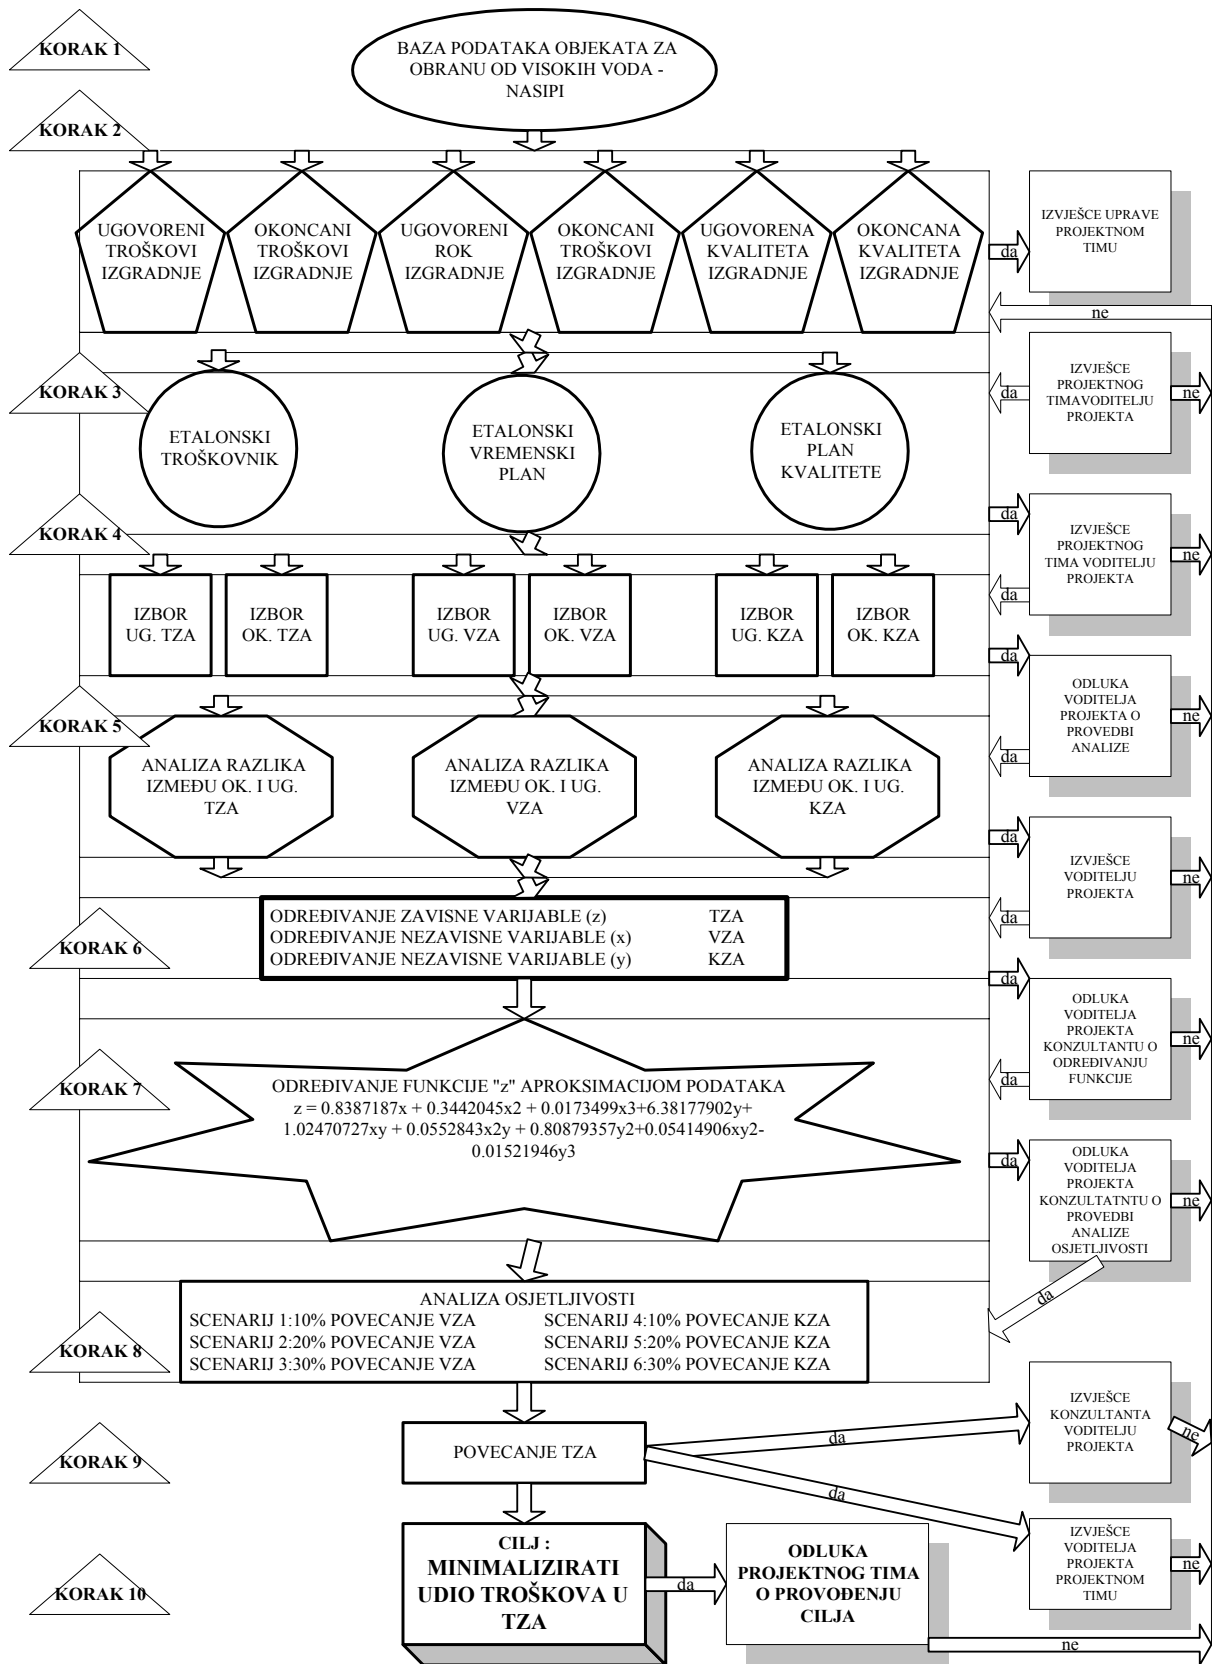 KORAK 1
BAZA PODATAKA OBJEKATA ZA
OBRANU OD VISOKIH VODA -
NASIPI
KORAK 2
UGOVORENI
TROŠKOVI
IZGRADNJE
OKONCANI
TROŠKOVI
IZGRADNJE
UGOVORENI
ROK
IZGRADNJE
OKONCANI
TROŠKOVI
IZGRADNJE
UGOVORENA
KVALITETA
IZGRADNJE
OKONCANA
KVALITETA
IZGRADNJE
da
IZVJEŠCE UPRAVE
PROJEKTNOM
TIMU
ne
KORAK 3
ETALONSKI
TROŠKOVNIK
ETALONSKI
VREMENSKI
PLAN
ETALONSKI
PLAN
KVALITETE
da
IZVJEŠCE
PROJEKTNOG
TIMAVODITELJU
PROJEKTA
ne
KORAK 4
da
IZVJEŠCE
PROJEKTNOG
TIMA VODITELJU
PROJEKTA
ne
da
IZBOR
UG. TZA
IZBOR
OK. TZA
IZBOR
UG. VZA
IZBOR
OK. VZA
IZBOR
UG. KZA
IZBOR
OK. KZA
da
ODLUKA
VODITELJA
PROJEKTA O
PROVEDBI
ANALIZE
ne
da
KORAK 5
ANALIZA RAZLIKA
IZMEĐU OK. I UG.
TZA
ANALIZA RAZLIKA
IZMEĐU OK. I UG.
VZA
ANALIZA RAZLIKA
IZMEĐU OK. I UG.
KZA
da
IZVJEŠCE
VODITELJU
PROJEKTA
ne
da
KORAK 6
ODREĐIVANJE ZAVISNE VARIJABLE (z) TZA
ODREĐIVANJE NEZAVISNE VARIJABLE (x) VZA
ODREĐIVANJE NEZAVISNE VARIJABLE (y) KZA
da
ODLUKA
VODITELJA
PROJEKTA
KONZULTANTU O
ODREĐIVANJU
FUNKCIJE
ne
da
KORAK 7
ODREĐIVANJE FUNKCIJE "z" APROKSIMACIJOM PODATAKA
z = 0.8387187x + 0.3442045x2 + 0.0173499x3+6.38177902y+
1.02470727xy + 0.0552843x2y + 0.80879357y2+0.05414906xy2-
0.01521946y3
da
ODLUKA
VODITELJA
PROJEKTA
KONZULTATNTU O
PROVEDBI
ANALIZE
OSJETLJIVOSTI
ne
da
KORAK 8
ANALIZA OSJETLJIVOSTI
SCENARIJ 1:10% POVECANJE VZA SCENARIJ 4:10% POVECANJE KZA
SCENARIJ 2:20% POVECANJE VZA SCENARIJ 5:20% POVECANJE KZA
SCENARIJ 3:30% POVECANJE VZA SCENARIJ 6:30% POVECANJE KZA
KORAK 9
POVECANJE TZA
da
IZVJEŠCE
KONZULTANTA
VODITELJU
PROJEKTA
ne
da
IZVJEŠCE
VODITELJA
PROJEKTA
PROJEKTNOM
TIMU
ne
KORAK 10
CILJ :
MINIMALIZIRATI
UDIO TROŠKOVA U
TZA
da
ODLUKA
PROJEKTNOG TIMA
O PROVOĐENJU
CILJA
ne